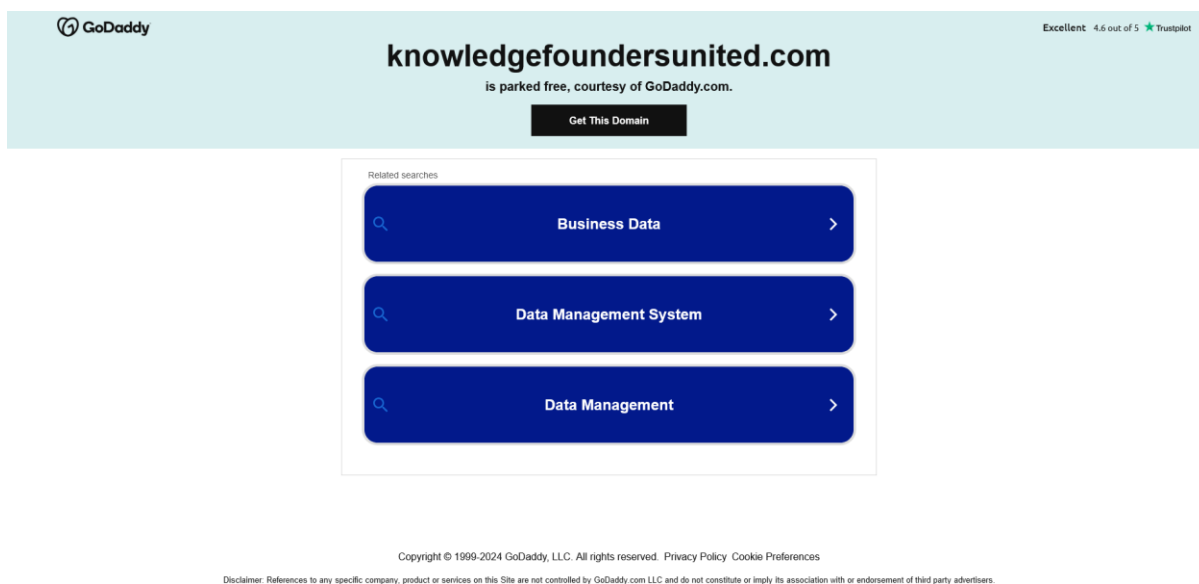 GoDaddy
Excellent 4.6 out of 5 Trustpilot
knowledgefoundersunited.com
is parked free, courtesy of GoDaddy.com.
Get This Domain
Related searches
Business Data
Data Management System
Data Management
Copyright © 1999-2024 GoDaddy, LLC. All rights reserved. Privacy Policy Cookie Preferences
Disclaimer: References to any specific company, product or services on this Site are not controlled by GoDaddy.com LLC and do not constitute or imply its association with or endorsement of third party advertisers.